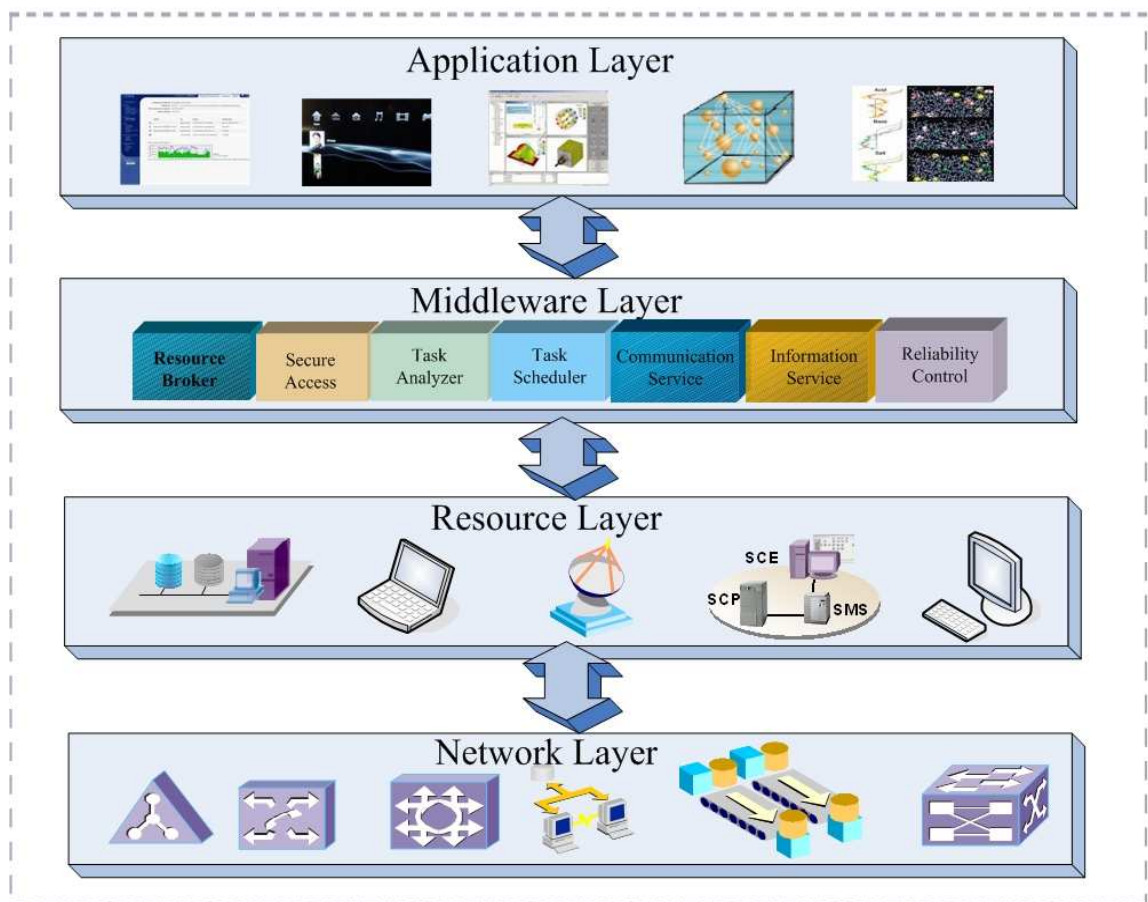 Application Layer
Middleware Layer
Resource
Broker
Secure
Access
Task
Analyzer
Task
Scheduler
Communication
Service
Information
Service
Reliability
Control
Resource Layer
SCE
SCP
SMS
Network Layer